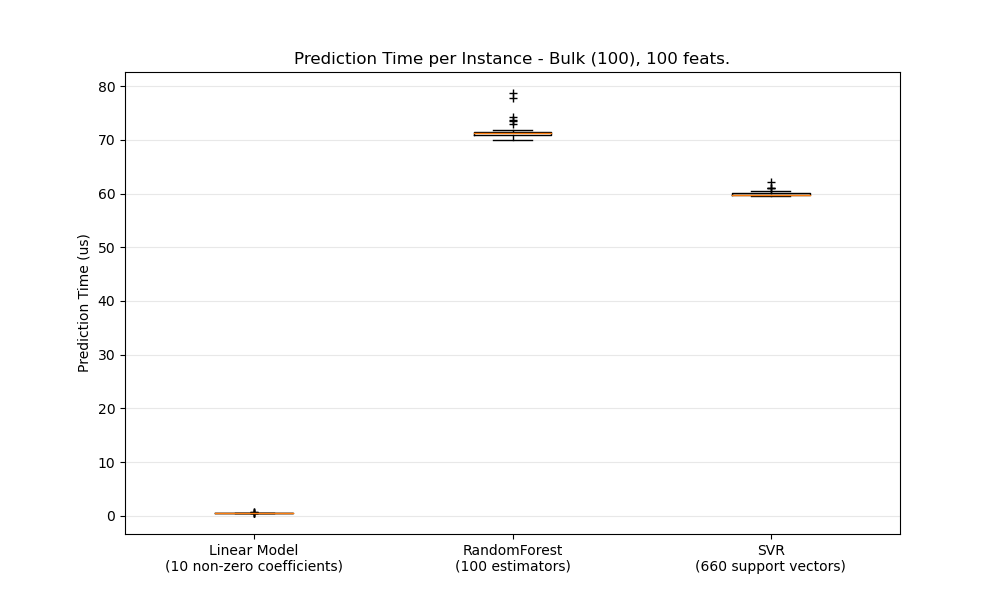 Prediction Time per Instance - Bulk (100), 100 feats.
Prediction Time (us)
80
70
60
50
40
30
20
10
0
Linear Model
(10 non-zero coefficients)
RandomForest
(100 estimators)
SVR
(660 support vectors)